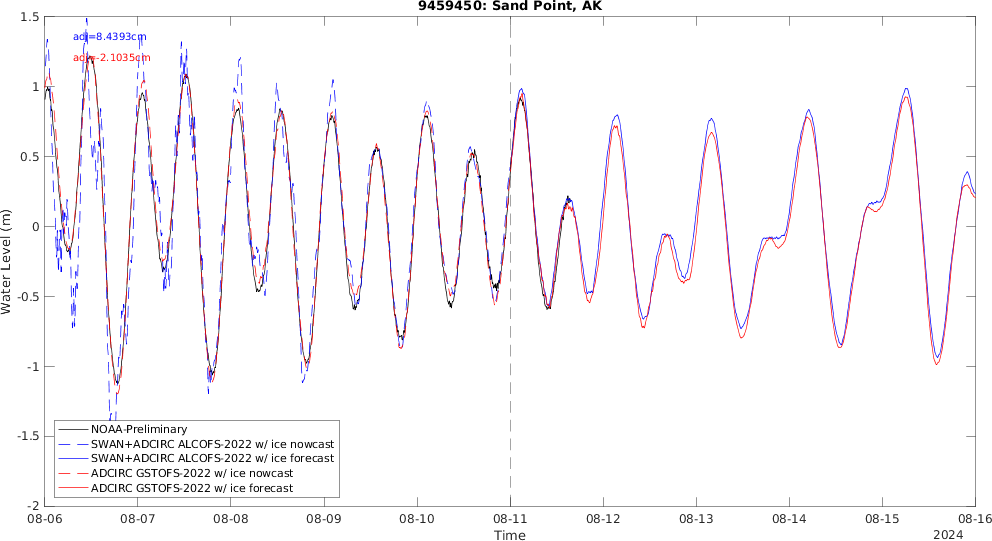 9459450: Sand Point, AK
adj=8.4393cm
adj=-2.1035cm
Water Level (m)
1.5
1
0.5
0
-0.5
-1
-1.5
-2
NOAA-Preliminary
SWAN+ADCIRC ALCOFS-2022 w/ ice nowcast
SWAN+ADCIRC ALCOFS-2022 w/ ice forecast
ADCIRC GSTOFS-2022 w/ ice nowcast
ADCIRC GSTOFS-2022 w/ ice forecast
08-06 08-07 08-08 08-09 08-10 08-11 08-12 08-13 08-14 08-15 08-16
Time
2024